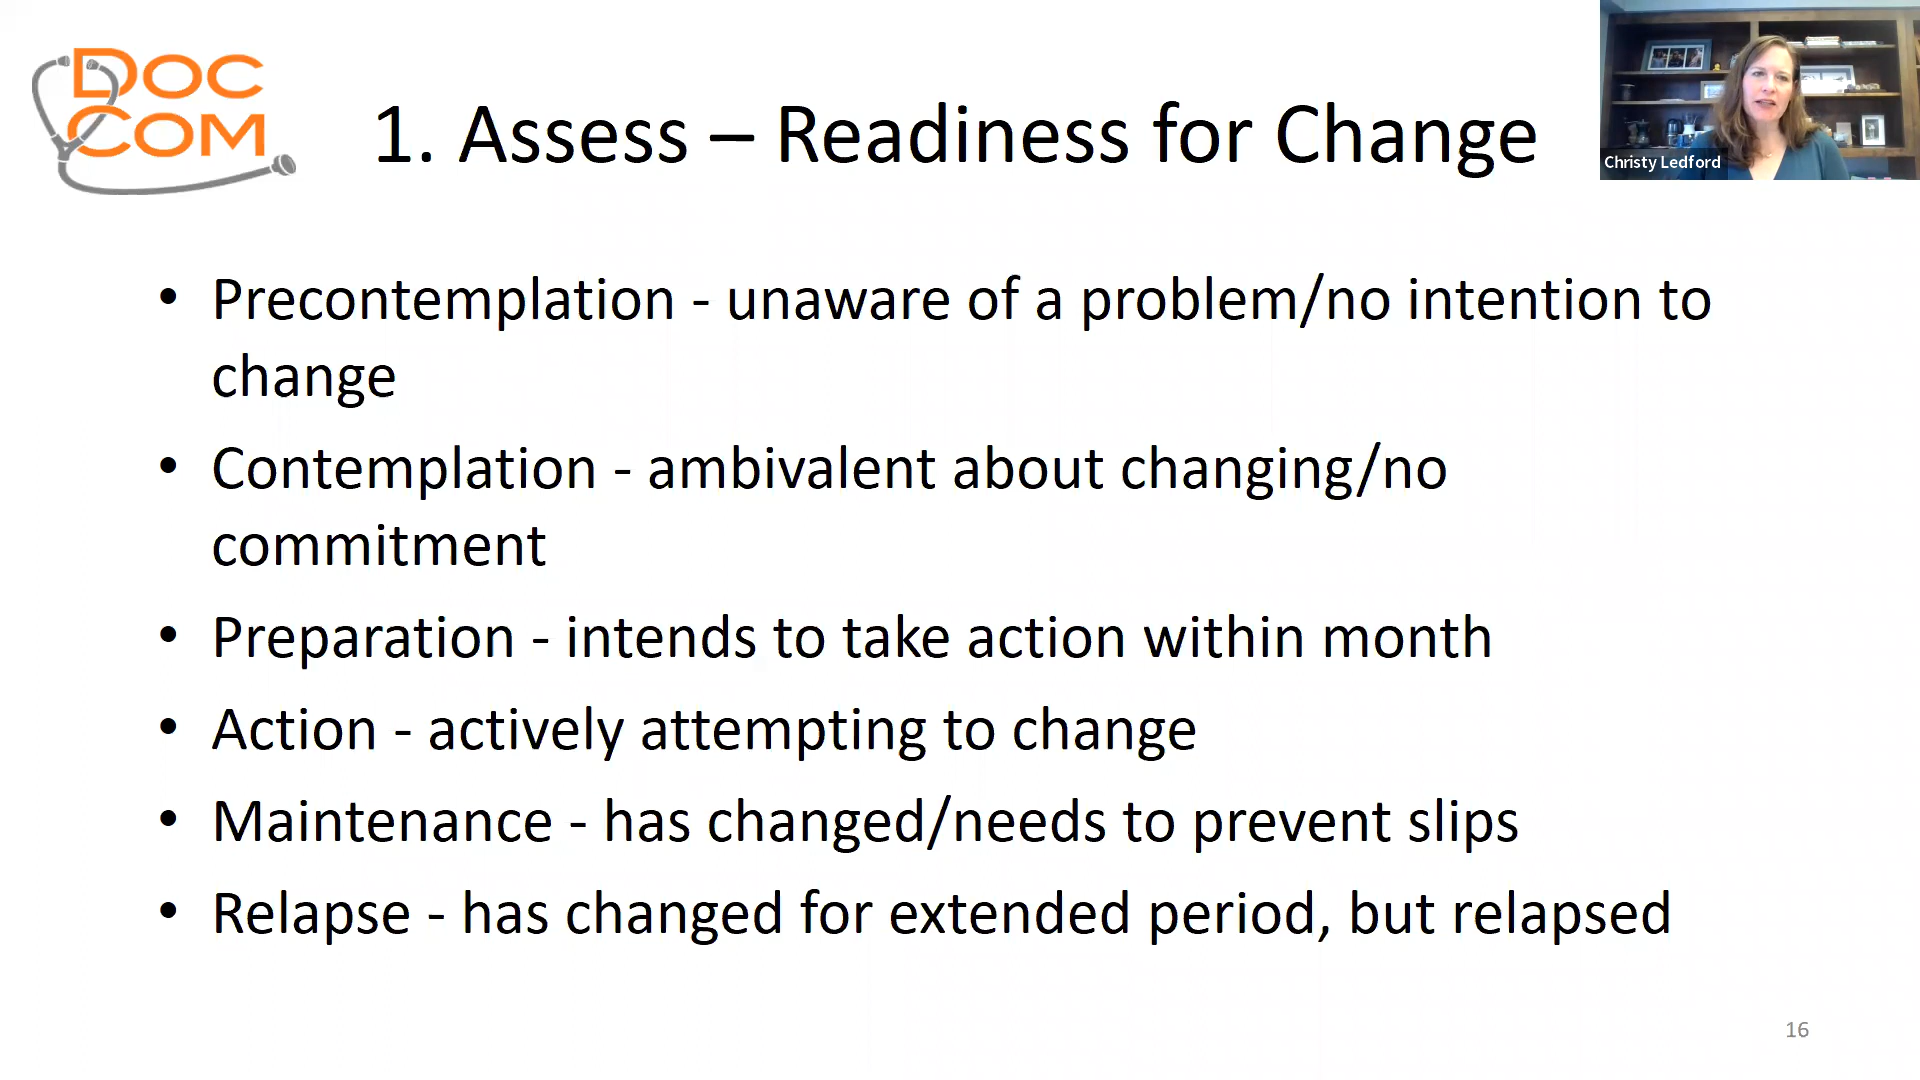 DOC
COM
1. Assess – Readiness for Change
Christy Ledford
• Precontemplation - unaware of a problem/no intention to
change
• Contemplation - ambivalent about changing/no
commitment
• Preparation - intends to take action within month
• Action - actively attempting to change
• Maintenance - has changed/needs to prevent slips
• Relapse - has changed for extended period, but relapsed
16